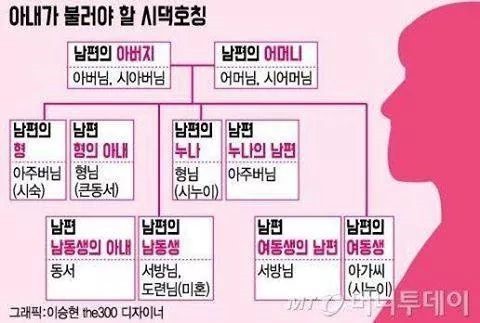 아내가 불러야 할 시댁호칭
남편의 아버지
아버님, 시아버님
남편의 어머니
어머님, 시어머님
남편의
형
아주버님
(시숙)
남편
형의 아내
형님
(큰동서)
남편의
누나
형님
(시누이)
남편
누나의 남편
아주버님
남편
남동생의 아내
동서
남편의
남동생
서방님,
도련님(미혼)
남편
여동생의 남편
서방님
남편의
여동생
아가씨
(시누이)
그래픽:이승현 the300 디자이너
머니투데이